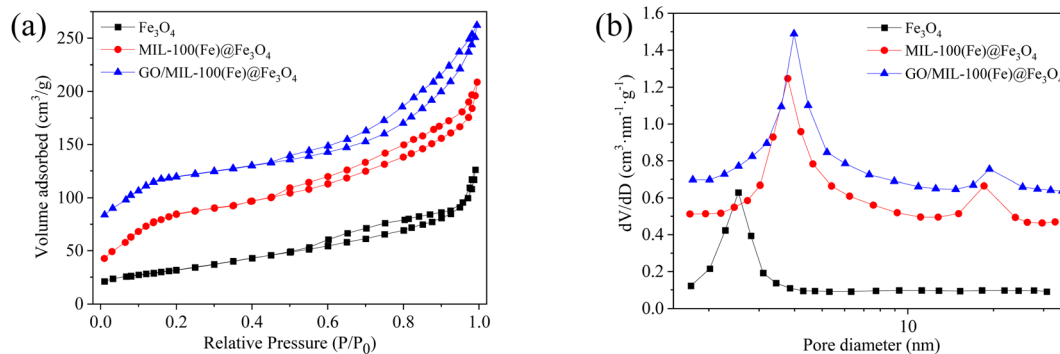 (a)
Fe₃O₄
MIL-100(Fe)@Fe₃O₄
GO/MIL-100(Fe)@Fe₃O₄
250
200
150
100
50
0
Volume adsorbed (cm³/g)
0.0
0.2
0.4
0.6
0.8
1.0
Relative Pressure (P/P₀)
(b)
Fe₃O₄
MIL-100(Fe)@Fe₃O₄
GO/MIL-100(Fe)@Fe₃O₄
1.6
1.4
1.2
1.0
0.8
0.6
0.4
0.2
0.0
dV/dD (cm³·nm⁻¹·g⁻¹)
10
Pore diameter (nm)